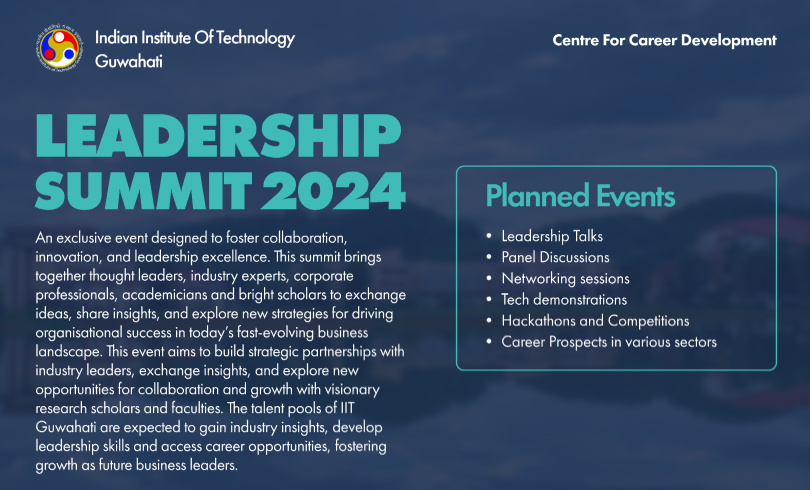 Indian Institute Of Technology
Guwahati
Centre For Career Development
LEADERSHIP
SUMMIT 2024
An exclusive event designed to foster collaboration,
innovation, and leadership excellence. This summit brings
together thought leaders, industry experts, corporate
professionals, academicians and bright scholars to exchange
ideas, share insights, and explore new strategies for driving
organisational success in today's fast-evolving business
landscape. This event aims to build strategic partnerships with
industry leaders, exchange insights, and explore new
opportunities for collaboration and growth with visionary
research scholars and faculties. The talent pools of IIT
Guwahati are expected to gain industry insights, develop
leadership skills and access career opportunities, fostering
growth as future business leaders.
Planned Events
• Leadership Talks
• Panel Discussions
• Networking sessions
• Tech demonstrations
• Hackathons and Competitions
• Career Prospects in various sectors